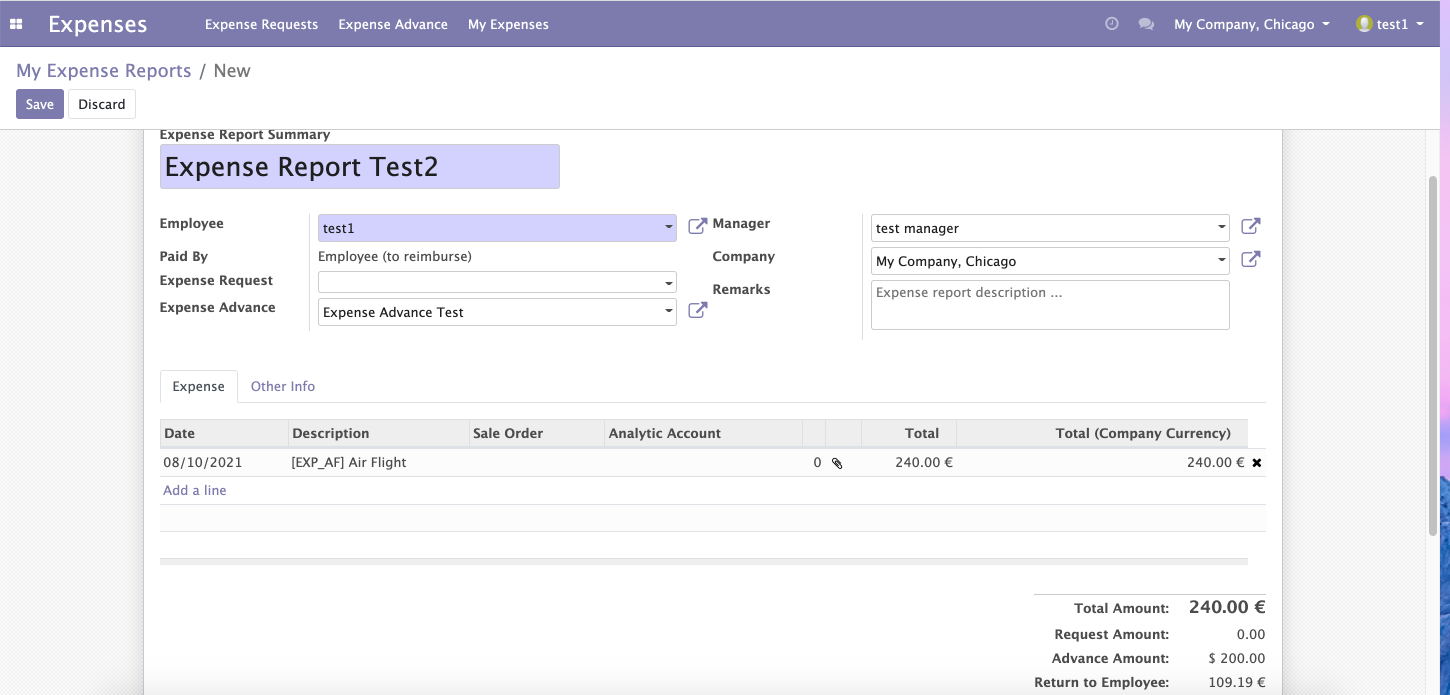 Expenses Expense Requests Expense Advance My Expenses My Company, Chicago test1
My Expense Reports / New
Save Discard
Expense Report Summary
Expense Report Test2
Employee test1 Manager test manager
Paid By Employee (to reimburse) Company My Company, Chicago
Expense Request Remarks Expense report description ...
Expense Advance Expense Advance Test
Expense Other Info
Date Description Sale Order Analytic Account Total Total (Company Currency)
08/10/2021 [EXP_AF] Air Flight 0 240.00 € 240.00 €
Add a line
Total Amount: 240.00 €
Request Amount: 0.00
Advance Amount: $ 200.00
Return to Employee: 109.19 €